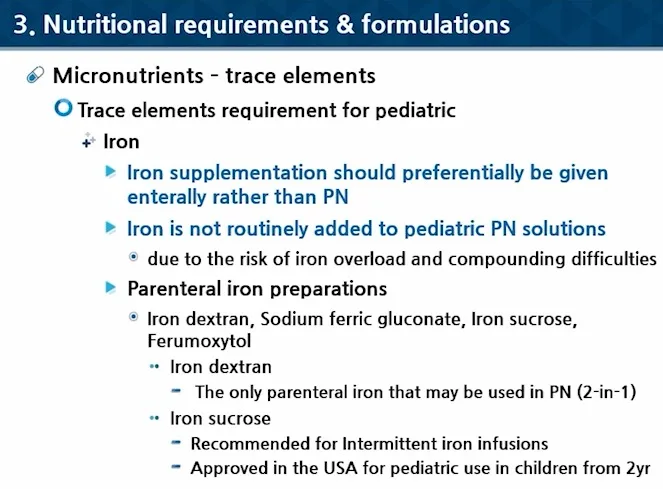 3. Nutritional requirements & formulations
Micronutrients - trace elements
Trace elements requirement for pediatric
Iron
Iron supplementation should preferentially be given
enterally rather than PN
Iron is not routinely added to pediatric PN solutions
due to the risk of iron overload and compounding difficulties
Parenteral iron preparations
Iron dextran, Sodium ferric gluconate, Iron sucrose,
Ferumoxytol
Iron dextran
The only parenteral iron that may be used in PN (2-in-1)
Iron sucrose
Recommended for Intermittent iron infusions
Approved in the USA for pediatric use in children from 2yr